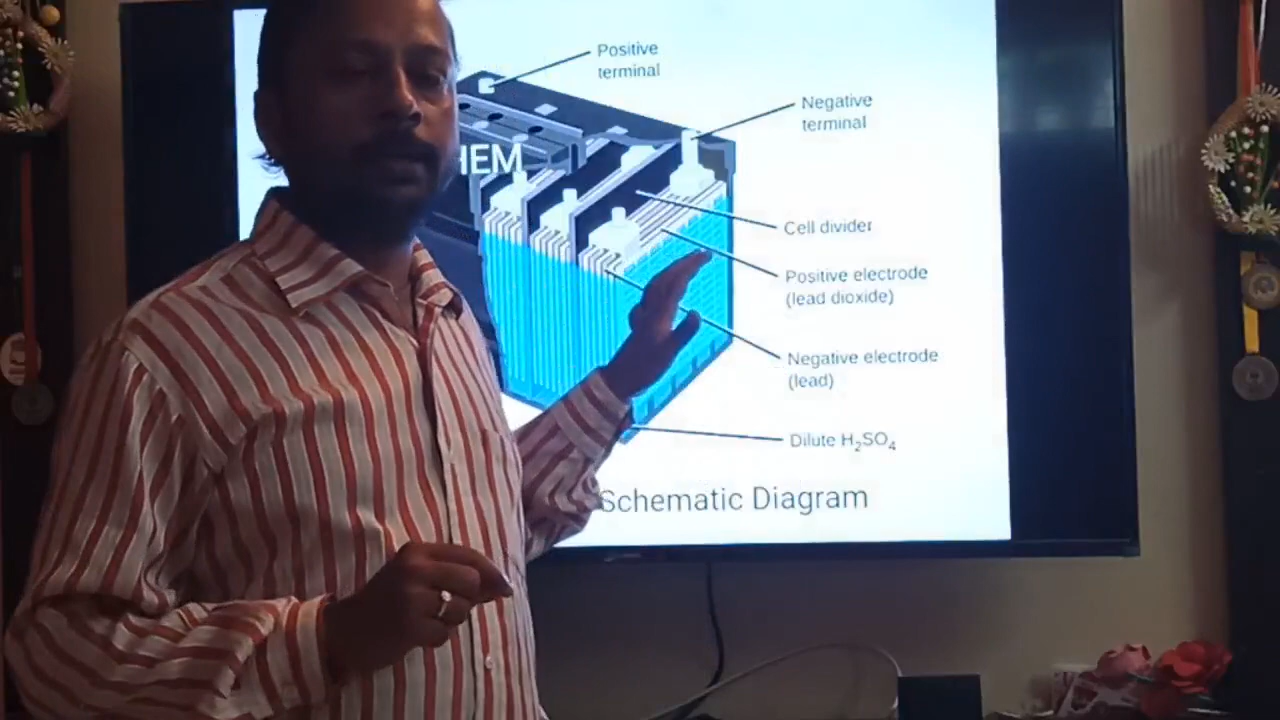 Positive
terminal
Negative
terminal
HEM
Cell divider
Positive electrode
(lead dioxide)
Negative electrode
(lead)
Dilute H₂SO₄
Schematic Diagram